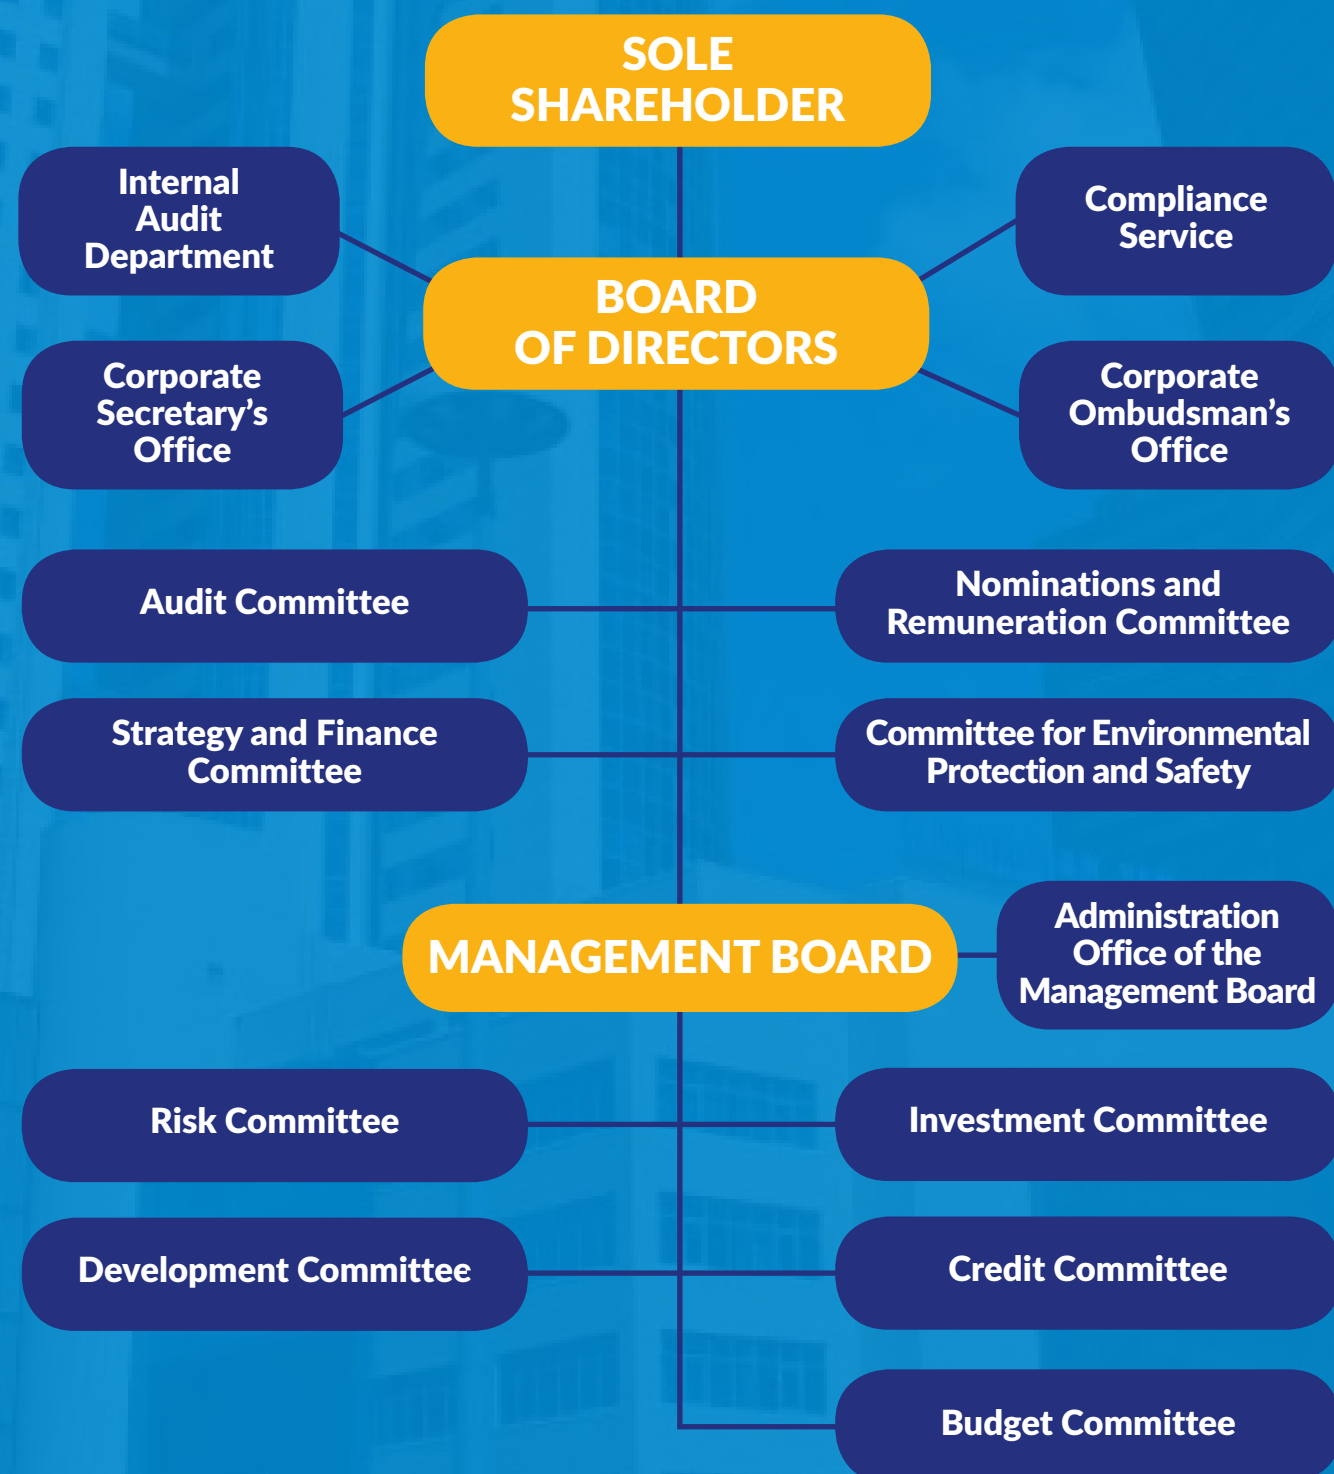 SOLE
SHAREHOLDER
Internal
Audit
Department
Compliance
Service
BOARD
OF DIRECTORS
Corporate
Secretary’s
Office
Corporate
Ombudsman’s
Office
Audit Committee
Nominations and
Remuneration Committee
Strategy and Finance
Committee
Committee for Environmental
Protection and Safety
MANAGEMENT BOARD
Administration
Office of the
Management Board
Risk Committee
Investment Committee
Development Committee
Credit Committee
Budget Committee